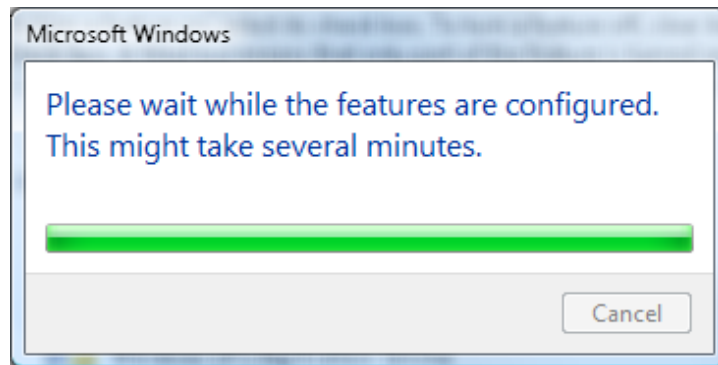 Microsoft Windows
Please wait while the features are configured.
This might take several minutes.
Cancel